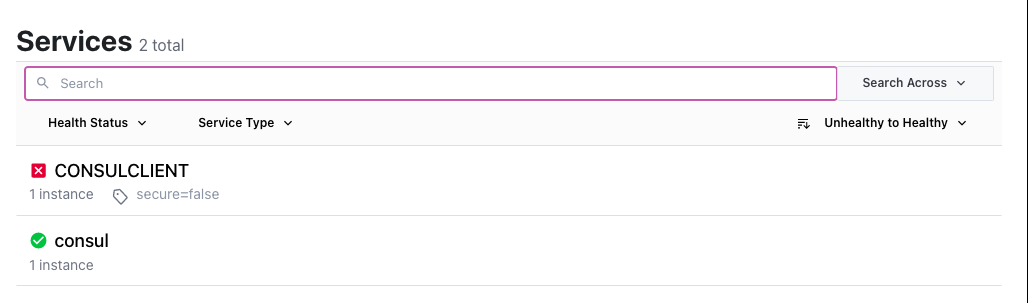 Services 2 total
Search Search Across
Health Status Service Type Unhealthy to Healthy
CONSULCLIENT
1 instance secure=false
consul
1 instance